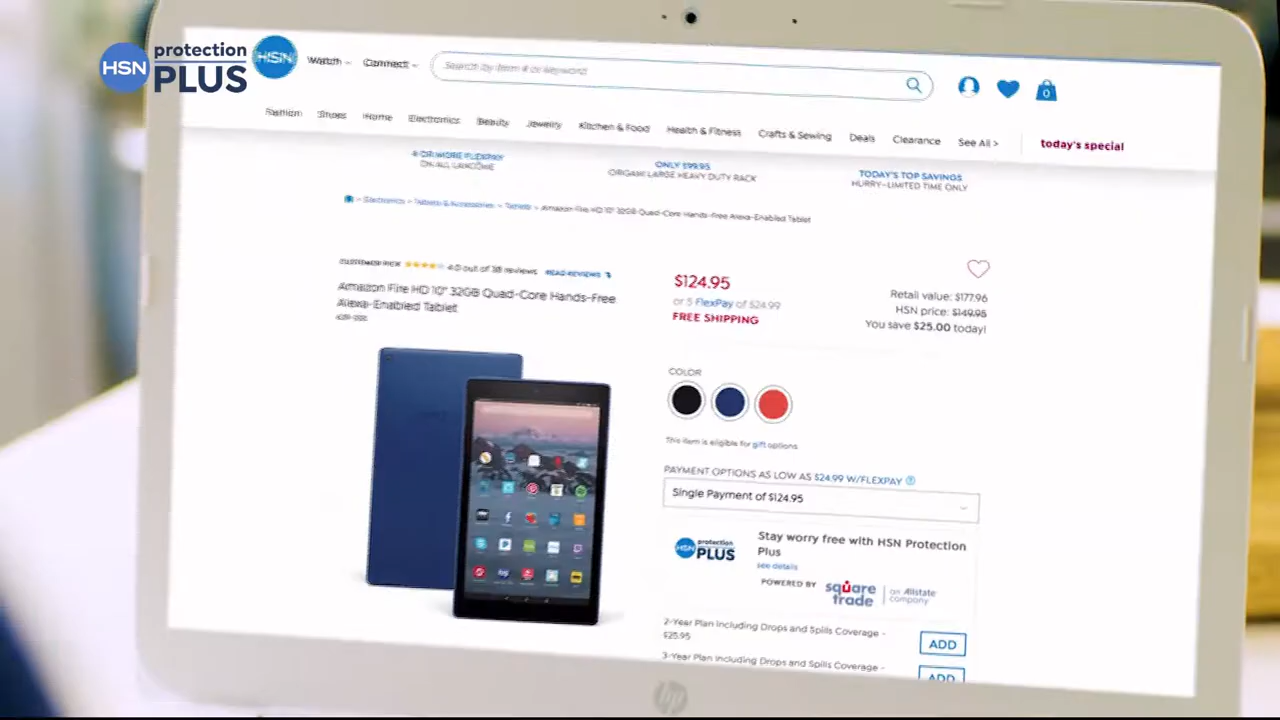 HSN protection PLUS
HSN
Watch
Connect
Search by item # or keyword
0
Fashion
Shoes
Home
Electronics
Beauty
Jewelry
Kitchen & Food
Health & Fitness
Crafts & Sewing
Deals
Clearance
See All >
today's special
4 OR MORE FLEXPAY
ON ALL LANCOME
ONLY $99.95
ORIGAMI LARGE HEAVY DUTY RACK
TODAY'S TOP SAVINGS
HURRY-LIMITED TIME ONLY
> Electronics > Tablets & Accessories > Tablets > Amazon Fire HD 10" 32GB Quad-Core Hands-Free Alexa-Enabled Tablet
CUSTOMER PICK
4.0 out of 38 reviews
READ REVIEWS
Amazon Fire HD 10" 32GB Quad-Core Hands-Free
Alexa-Enabled Tablet
$124.95
or 5 FlexPay of $24.99
FREE SHIPPING
Retail value: $177.96
HSN price: $149.95
You save $25.00 today!
COLOR
This item is eligible for gift options
PAYMENT OPTIONS AS LOW AS $24.99 W/FLEXPAY ?
Single Payment of $124.95
HSN protection PLUS
Stay worry free with HSN Protection
Plus
see details
POWERED BY
square trade
an Allstate company
2-Year Plan Including Drops and Spills Coverage -
$25.95
ADD
3-Year Plan Including Drops and Spills Coverage -
ADD
hp